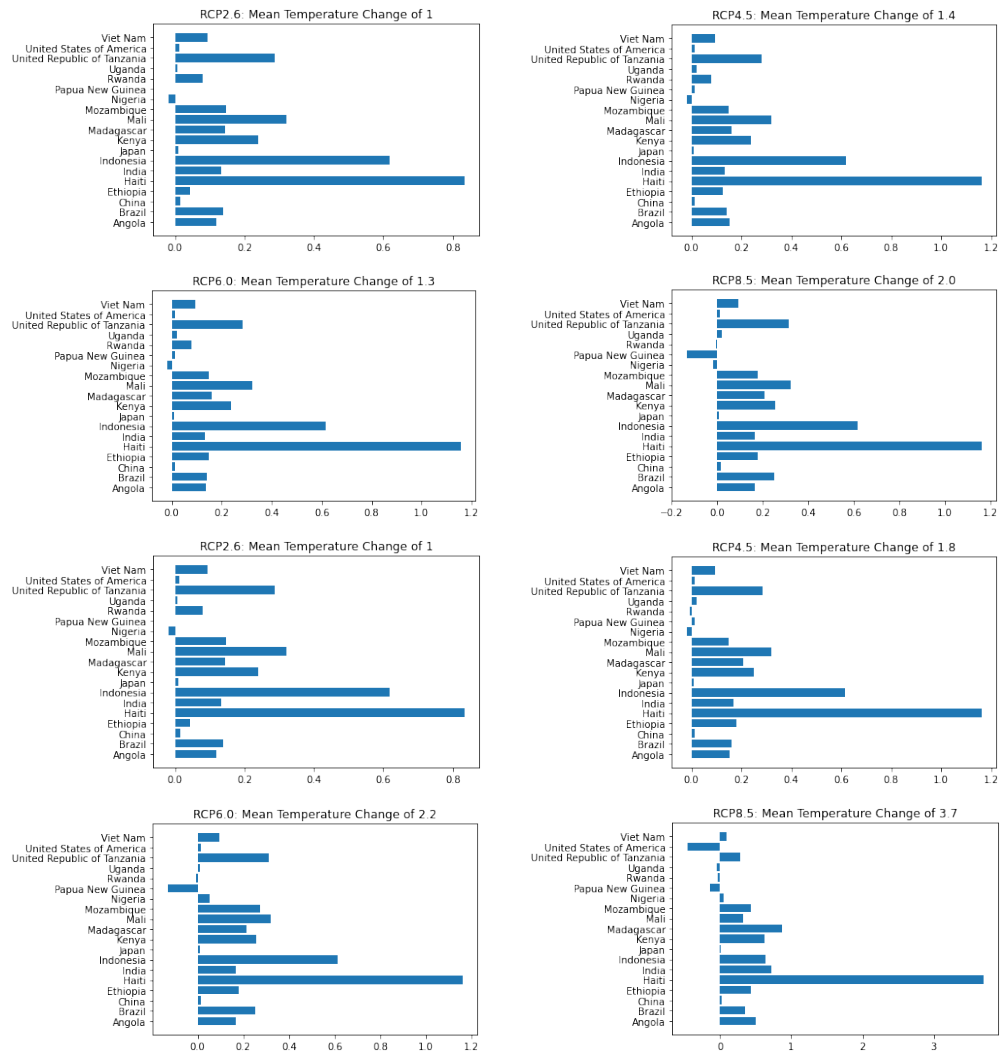 RCP2.6: Mean Temperature Change of 1
Viet Nam
United States of America
United Republic of Tanzania
Uganda
Rwanda
Papua New Guinea
Nigeria
Mozambique
Mali
Madagascar
Kenya
Japan
Indonesia
India
Haiti
Ethiopia
China
Brazil
Angola
0.0 0.2 0.4 0.6 0.8
RCP4.5: Mean Temperature Change of 1.4
Viet Nam
United States of America
United Republic of Tanzania
Uganda
Rwanda
Papua New Guinea
Nigeria
Mozambique
Mali
Madagascar
Kenya
Japan
Indonesia
India
Haiti
Ethiopia
China
Brazil
Angola
0.0 0.2 0.4 0.6 0.8 1.0 1.2
RCP6.0: Mean Temperature Change of 1.3
Viet Nam
United States of America
United Republic of Tanzania
Uganda
Rwanda
Papua New Guinea
Nigeria
Mozambique
Mali
Madagascar
Kenya
Japan
Indonesia
India
Haiti
Ethiopia
China
Brazil
Angola
0.0 0.2 0.4 0.6 0.8 1.0 1.2
RCP8.5: Mean Temperature Change of 2.0
Viet Nam
United States of America
United Republic of Tanzania
Uganda
Rwanda
Papua New Guinea
Nigeria
Mozambique
Mali
Madagascar
Kenya
Japan
Indonesia
India
Haiti
Ethiopia
China
Brazil
Angola
−0.2 0.0 0.2 0.4 0.6 0.8 1.0 1.2
RCP2.6: Mean Temperature Change of 1
Viet Nam
United States of America
United Republic of Tanzania
Uganda
Rwanda
Papua New Guinea
Nigeria
Mozambique
Mali
Madagascar
Kenya
Japan
Indonesia
India
Haiti
Ethiopia
China
Brazil
Angola
0.0 0.2 0.4 0.6 0.8
RCP4.5: Mean Temperature Change of 1.8
Viet Nam
United States of America
United Republic of Tanzania
Uganda
Rwanda
Papua New Guinea
Nigeria
Mozambique
Mali
Madagascar
Kenya
Japan
Indonesia
India
Haiti
Ethiopia
China
Brazil
Angola
0.0 0.2 0.4 0.6 0.8 1.0 1.2
RCP6.0: Mean Temperature Change of 2.2
Viet Nam
United States of America
United Republic of Tanzania
Uganda
Rwanda
Papua New Guinea
Nigeria
Mozambique
Mali
Madagascar
Kenya
Japan
Indonesia
India
Haiti
Ethiopia
China
Brazil
Angola
0.0 0.2 0.4 0.6 0.8 1.0 1.2
RCP8.5: Mean Temperature Change of 3.7
Viet Nam
United States of America
United Republic of Tanzania
Uganda
Rwanda
Papua New Guinea
Nigeria
Mozambique
Mali
Madagascar
Kenya
Japan
Indonesia
India
Haiti
Ethiopia
China
Brazil
Angola
0 1 2 3